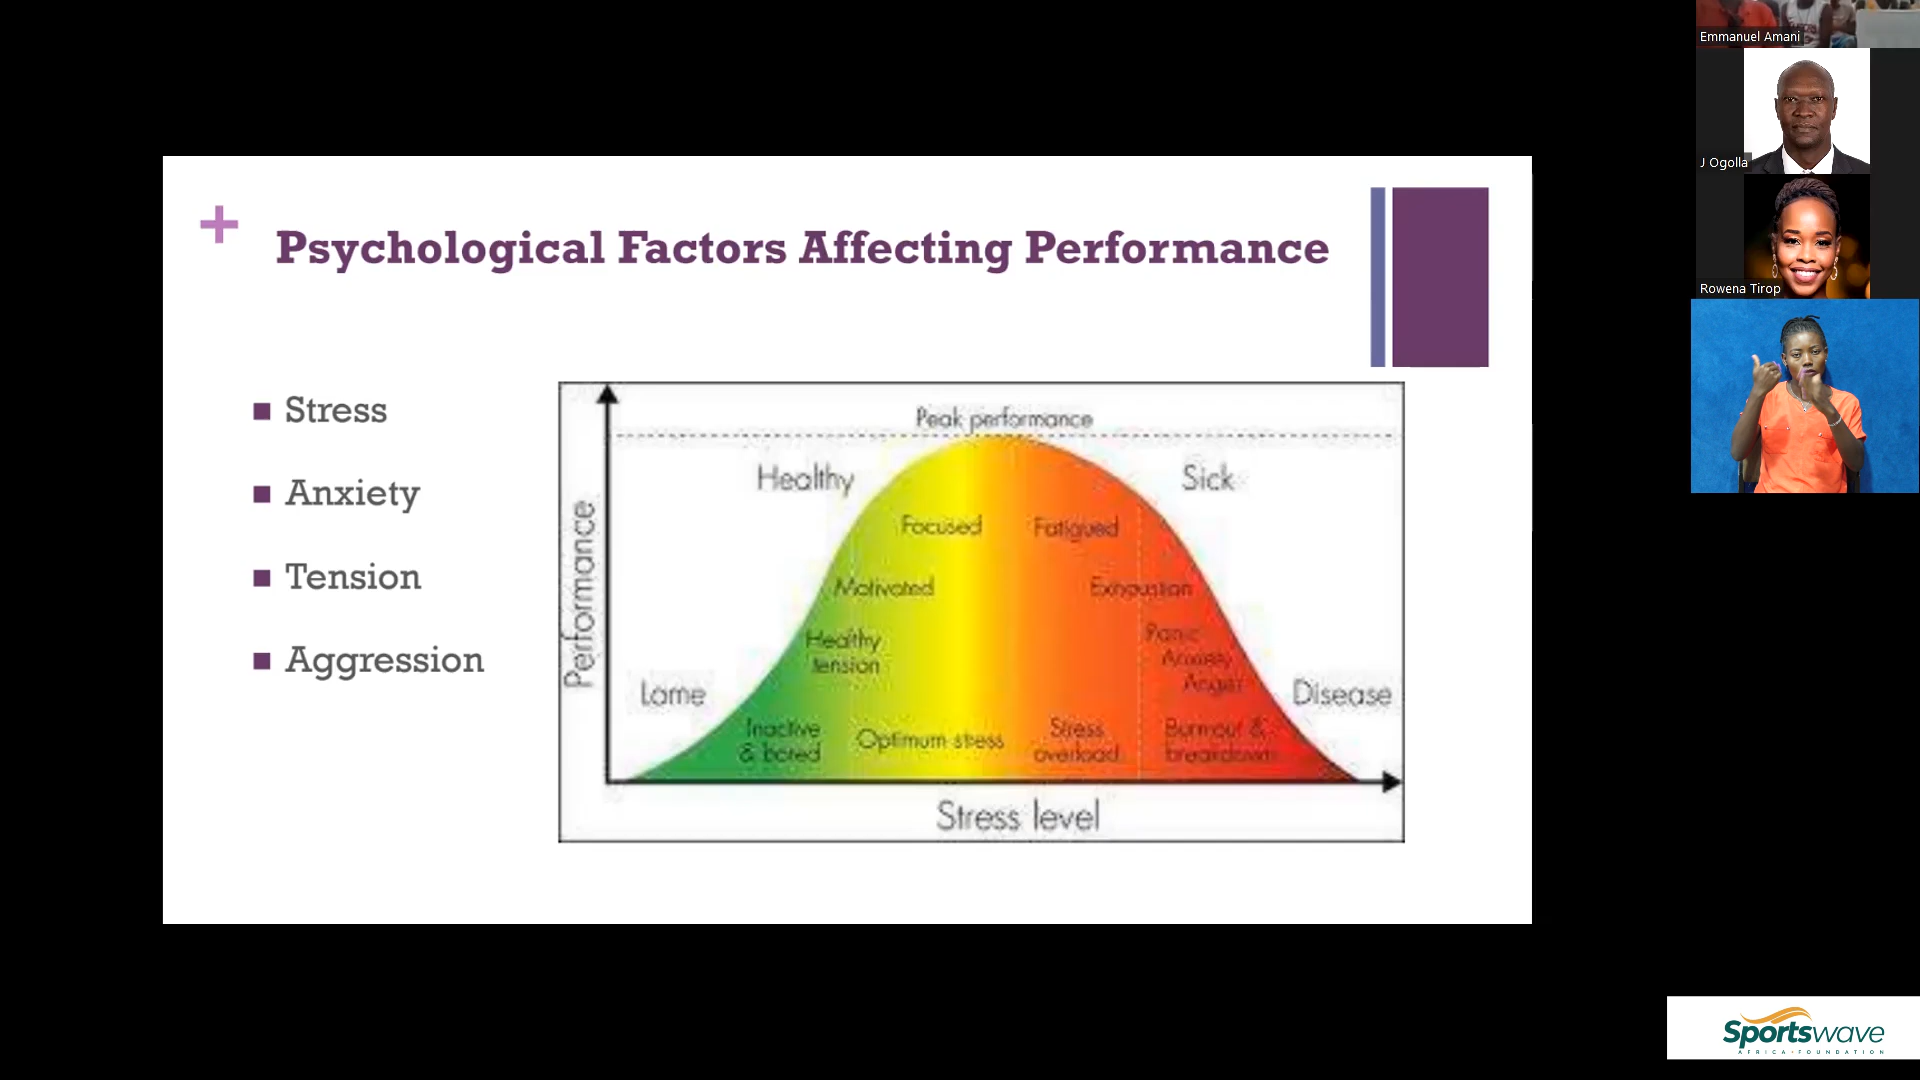 Emmanuel Amani
J Ogolla
Rowena Tirop
+ Psychological Factors Affecting Performance
Stress
Anxiety
Tension
Aggression
Peak performance
Healthy
Sick
Focused
Fatigued
Motivated
Exhaustion
Healthy
tension
Panic
Anxiety
Anger
Lame
Disease
Inactive
& bored
Optimum stress
Stress
overload
Burn-out &
breakdown
Performance
Stress level
Sportswave
AFRICA • FOUNDATION